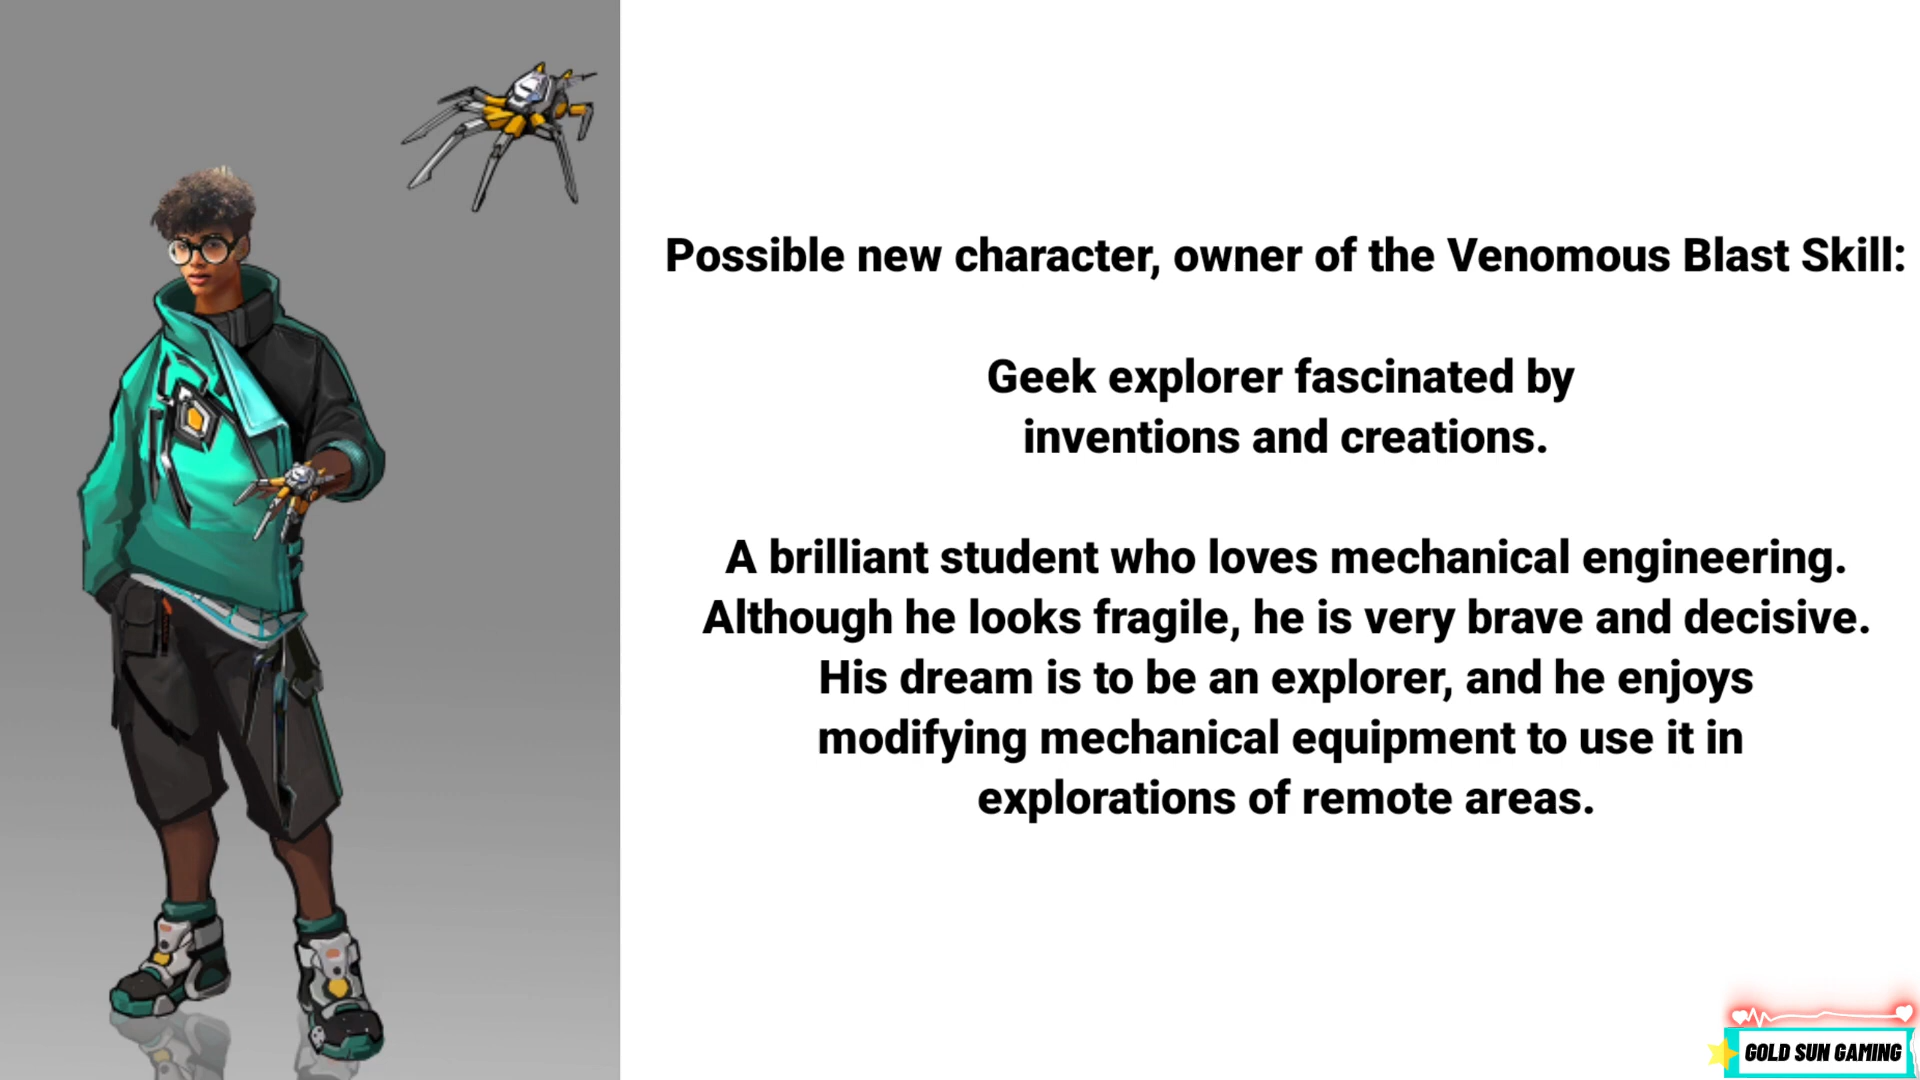 Possible new character, owner of the Venomous Blast Skill:
Geek explorer fascinated by
inventions and creations.
A brilliant student who loves mechanical engineering.
Although he looks fragile, he is very brave and decisive.
His dream is to be an explorer, and he enjoys
modifying mechanical equipment to use it in
explorations of remote areas.
GOLD SUN GAMING